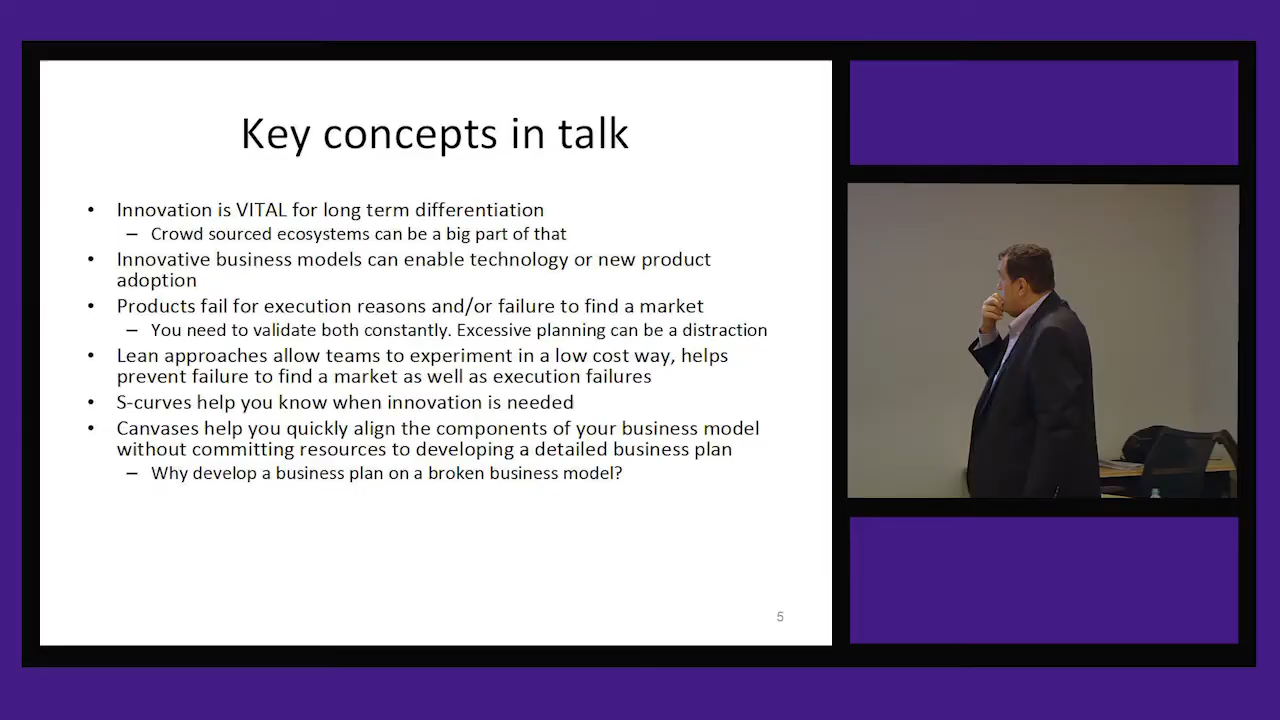 Key concepts in talk
• Innovation is VITAL for long term differentiation
– Crowd sourced ecosystems can be a big part of that
• Innovative business models can enable technology or new product
adoption
• Products fail for execution reasons and/or failure to find a market
– You need to validate both constantly. Excessive planning can be a distraction
• Lean approaches allow teams to experiment in a low cost way, helps
prevent failure to find a market as well as execution failures
• S-curves help you know when innovation is needed
• Canvases help you quickly align the components of your business model
without committing resources to developing a detailed business plan
– Why develop a business plan on a broken business model?
5